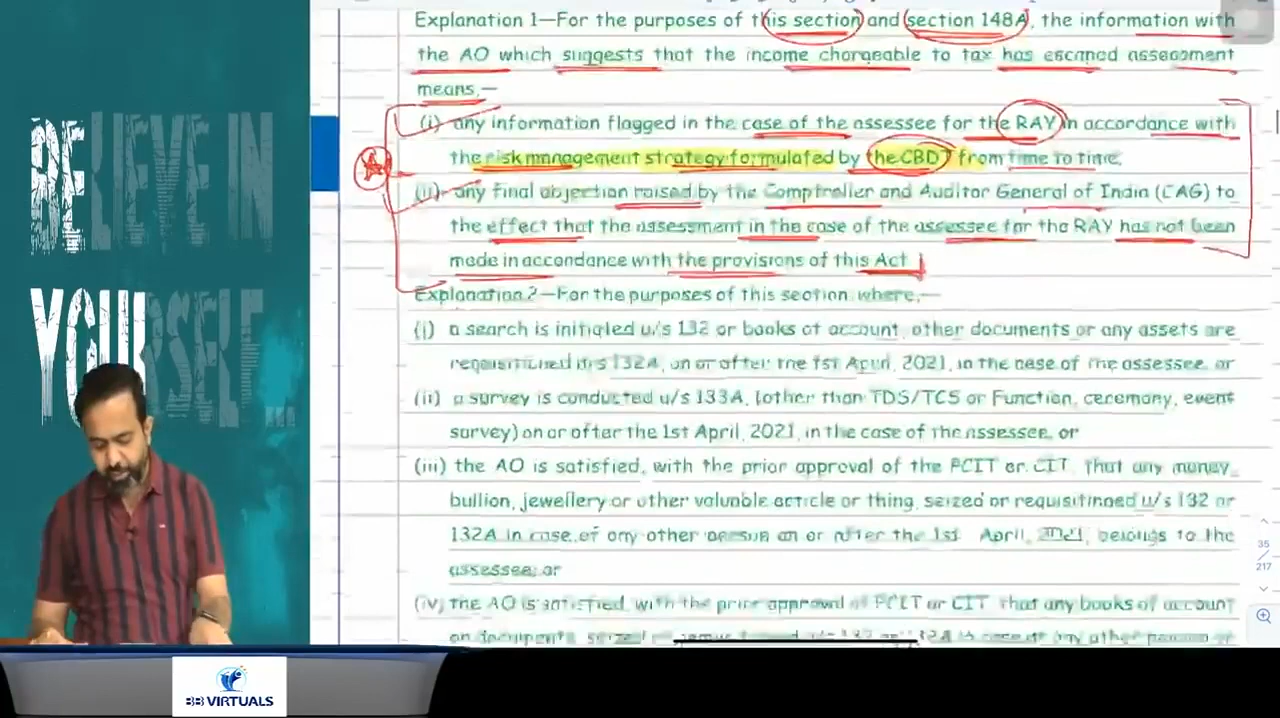 Explanation 1—For the purposes of this section and section 148A, the information with
the AO which suggests that the income chargeable to tax has escaped assessment
means,—
(i) any information flagged in the case of the assessee for the RAY in accordance with
the risk management strategy formulated by the CBDT from time to time;
(ii) any final objection raised by the Comptroller and Auditor General of India (CAG) to
the effect that the assessment in the case of the assessee for the RAY has not been
made in accordance with the provisions of this Act
Explanation 2—For the purposes of this section, where,—
(i) a search is initiated u/s 132 or books of account, other documents or any assets are
requisitioned u/s 132A, on or after the 1st April, 2021, in the case of the assessee, or
(ii) a survey is conducted u/s 133A, (other than TDS/TCS or Function, ceremony, event
survey) on or after the 1st April, 2021, in the case of the assessee, or
(iii) the AO is satisfied, with the prior approval of the PCIT or CIT, that any money,
bullion, jewellery or other valuable article or thing, seized or requisitioned u/s 132 or
132A in case of any other person on or after the 1st April, 2021, belongs to the
assessee; or
(iv) the AO is satisfied, with the prior approval of PCIT or CIT that any books of account
or documents, seized or
BELIEVE IN
YOURSELF...
35
217
BB VIRTUALS